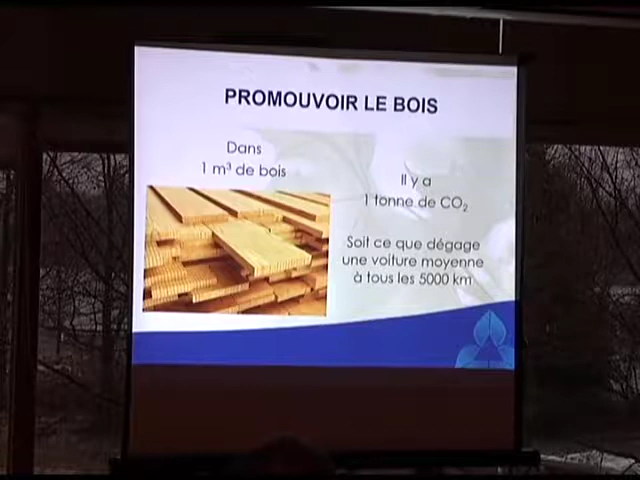 PROMOUVOIR LE BOIS
Dans
1 m³ de bois
Il y a
1 tonne de CO₂
Soit ce que dégage
une voiture moyenne
à tous les 5000 km